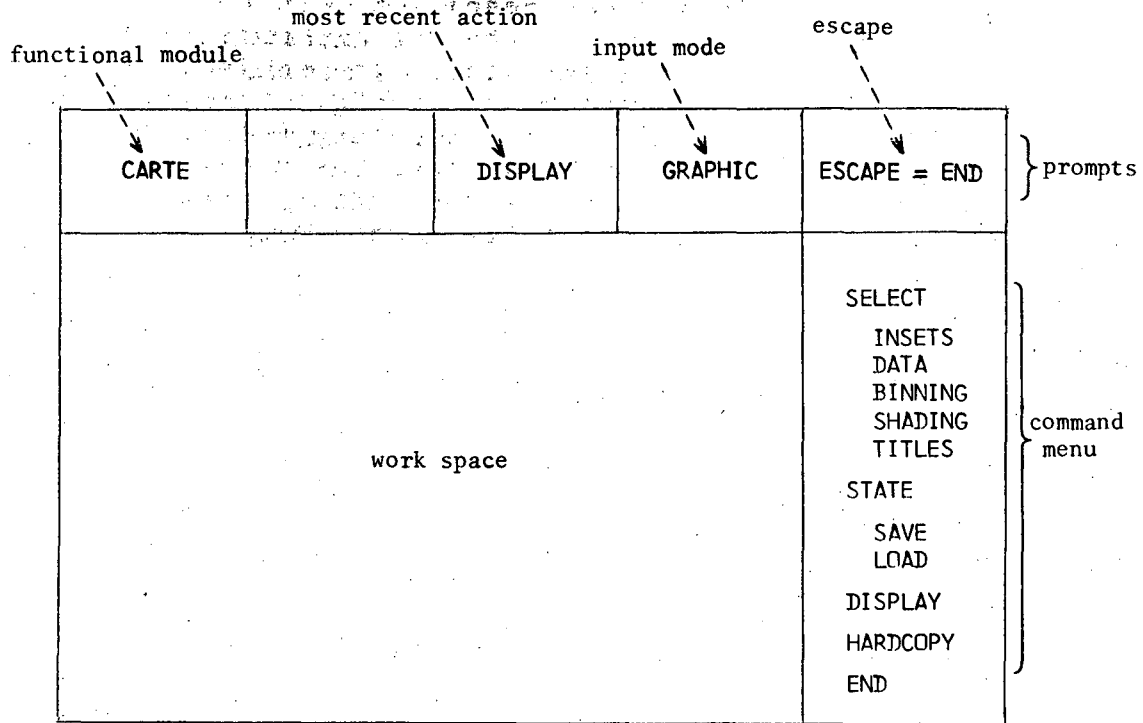 most recent action
escape
functional module
input mode
CARTE
DISPLAY
GRAPHIC
ESCAPE = END
prompts
SELECT
INSETS
DATA
BINNING
SHADING
TITLES
STATE
SAVE
LOAD
DISPLAY
HARDCOPY
END
command
menu
work space